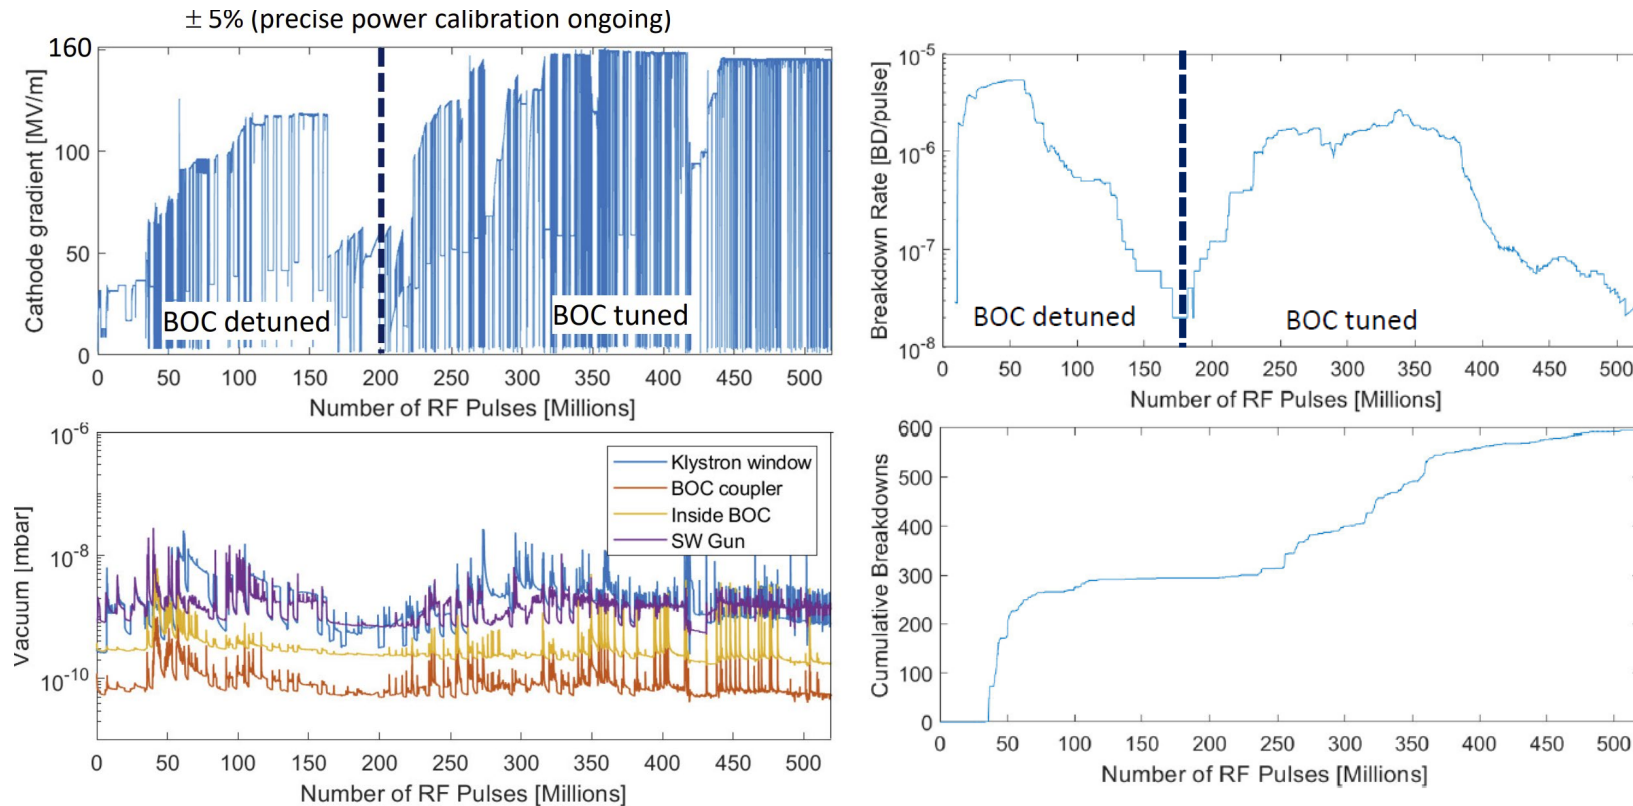 ± 5% (precise power calibration ongoing)
160
100
50
0
Cathode gradient [MV/m]
BOC detuned
BOC tuned
0 50 100 150 200 250 300 350 400 450 500
Number of RF Pulses [Millions]
10-5
10-6
10-7
10-8
Breakdown Rate [BD/pulse]
BOC detuned
BOC tuned
0 50 100 150 200 250 300 350 400 450 500
Number of RF Pulses [Millions]
10-6
10-8
10-10
Vacuum [mbar]
Klystron window
BOC coupler
Inside BOC
SW Gun
0 50 100 150 200 250 300 350 400 450 500
Number of RF Pulses [Millions]
600
500
400
300
200
100
0
Cumulative Breakdowns
0 50 100 150 200 250 300 350 400 450 500
Number of RF Pulses [Millions]